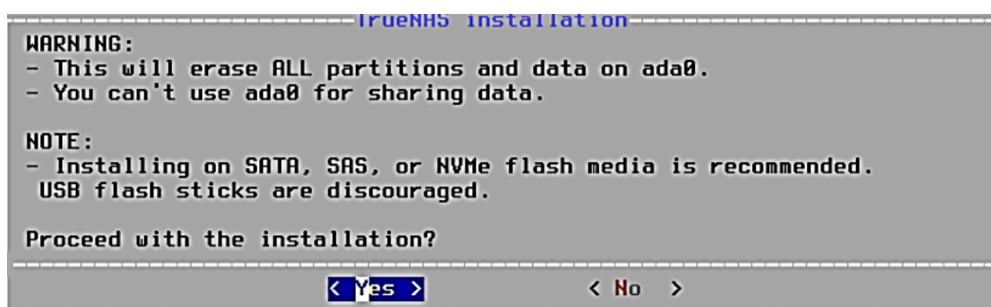 TrueNAS installation
WARNING:
- This will erase ALL partitions and data on ada0.
- You can't use ada0 for sharing data.
NOTE:
- Installing on SATA, SAS, or NVMe flash media is recommended.
USB flash sticks are discouraged.
Proceed with the installation?
< Yes > < No >